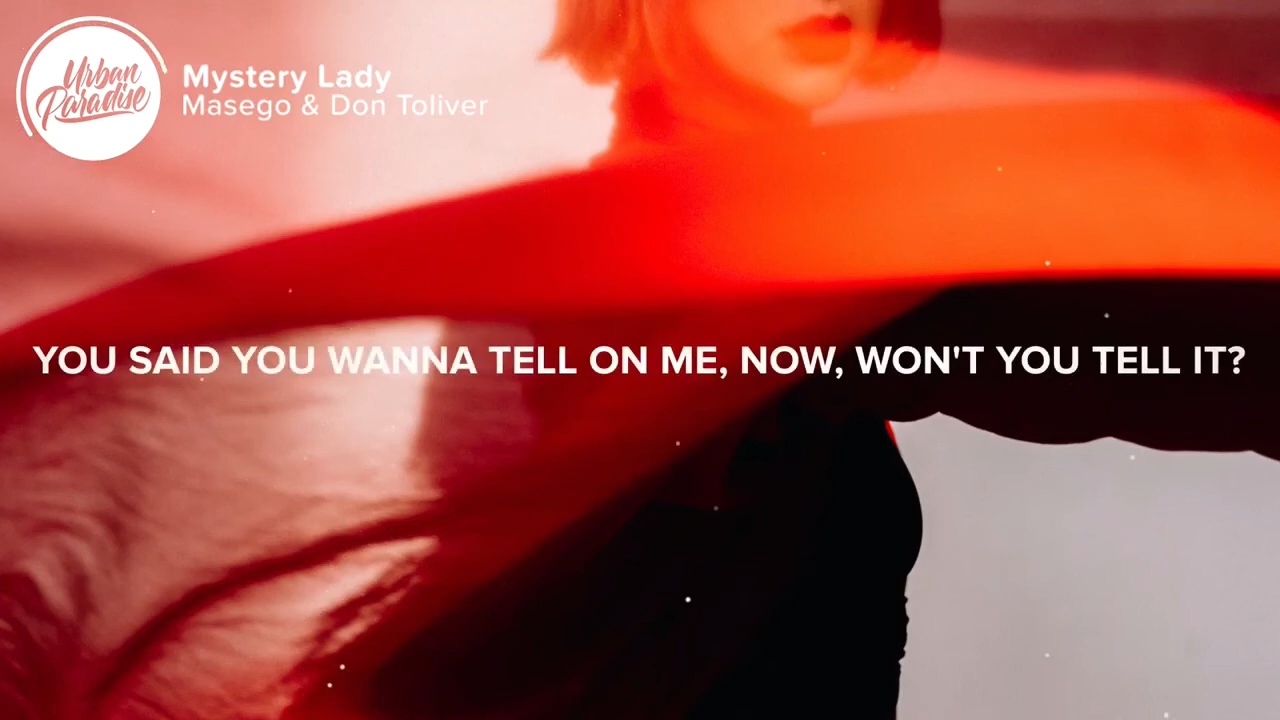 Urban
Paradise
Mystery Lady
Masego & Don Toliver
YOU SAID YOU WANNA TELL ON ME, NOW, WON'T YOU TELL IT?